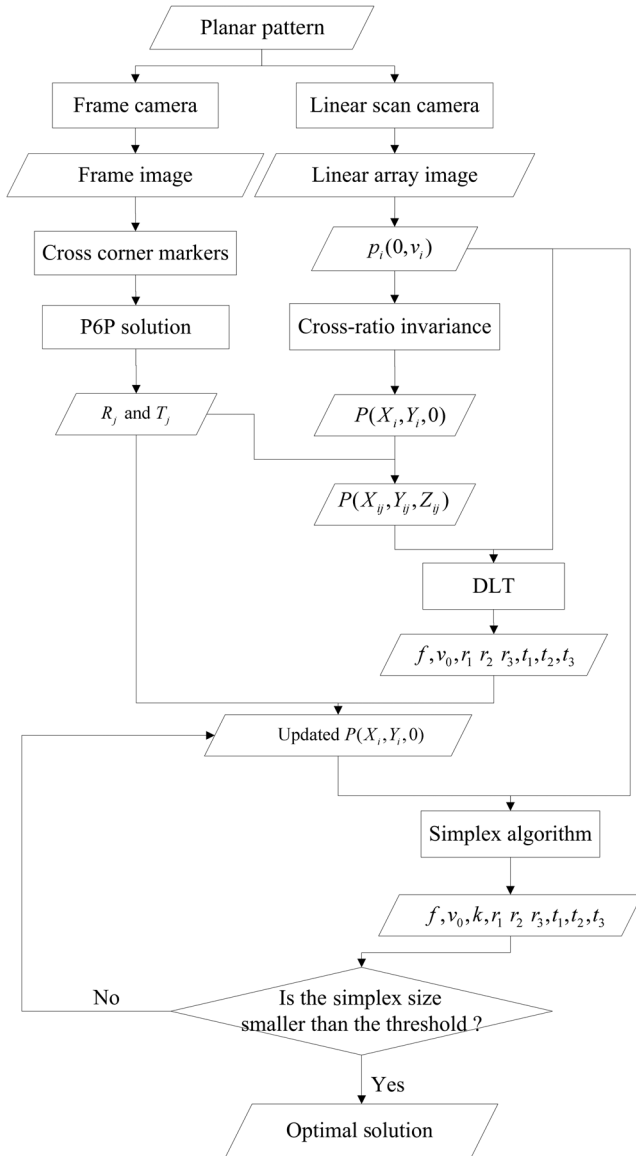 Planar pattern
Frame camera
Linear scan camera
Frame image
Linear array image
Cross corner markers
p_i(0,v_i)
P6P solution
Cross-ratio invariance
R_j and T_j
P(X_i,Y_i,0)
P(X_ij,Y_ij,Z_ij)
DLT
f,v_0,r_1 r_2 r_3,t_1,t_2,t_3
Updated P(X_i,Y_i,0)
Simplex algorithm
f,v_0,k,r_1 r_2 r_3,t_1,t_2,t_3
No
Is the simplex size
smaller than the threshold ?
Yes
Optimal solution